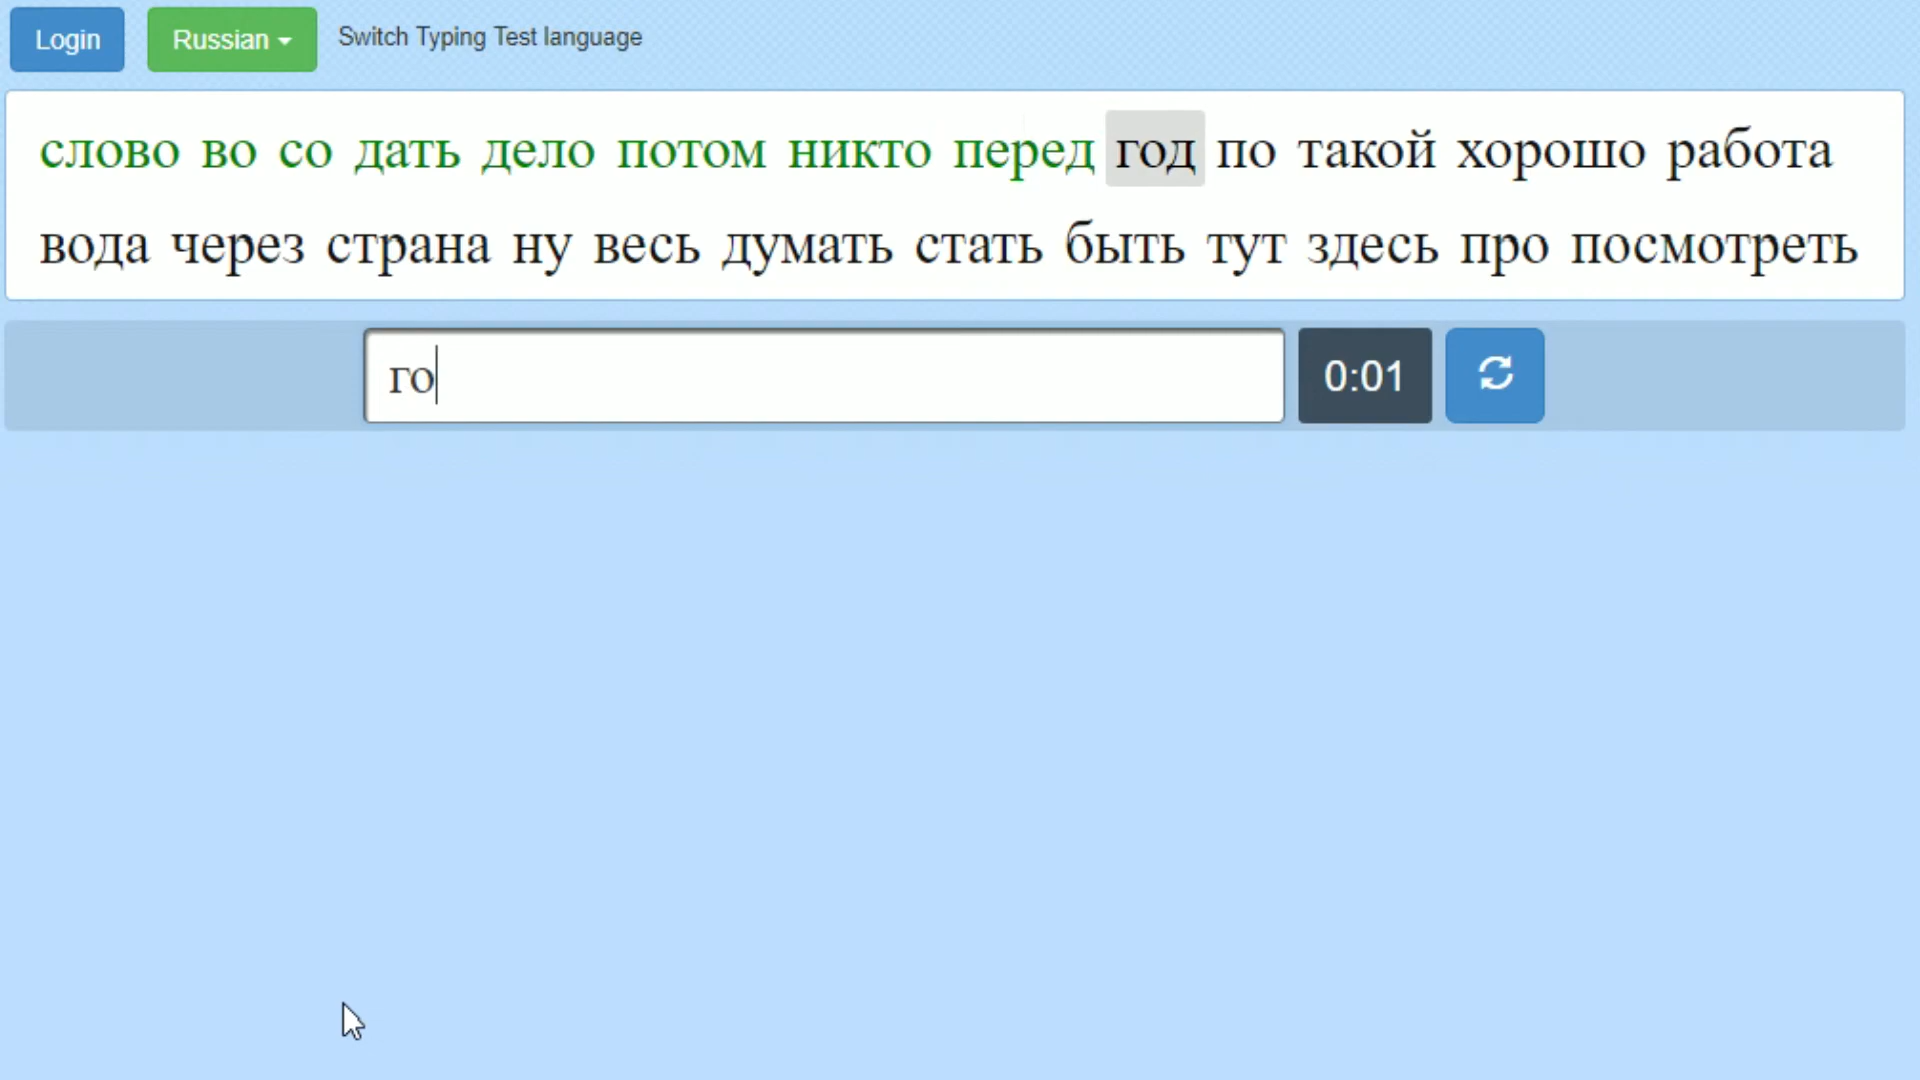 Login Russian Switch Typing Test language
слово во со дать дело потом никто перед год по такой хорошо работа
вода через страна ну весь думать стать быть тут здесь про посмотреть
го 0:01